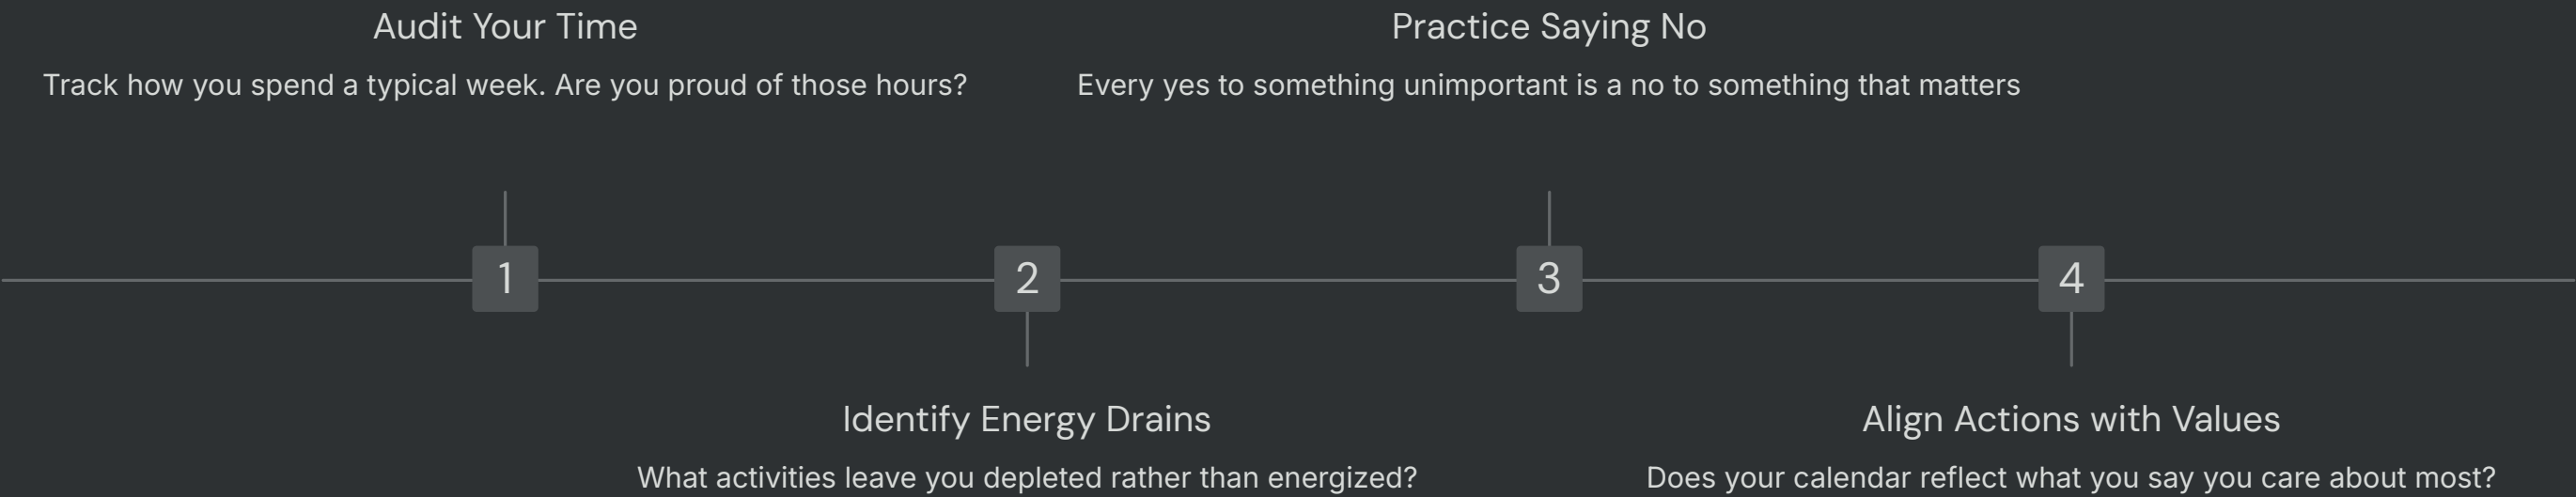 Audit Your Time
Track how you spend a typical week. Are you proud of those hours?
Practice Saying No
Every yes to something unimportant is a no to something that matters
1
2
3
4
Identify Energy Drains
What activities leave you depleted rather than energized?
Align Actions with Values
Does your calendar reflect what you say you care about most?